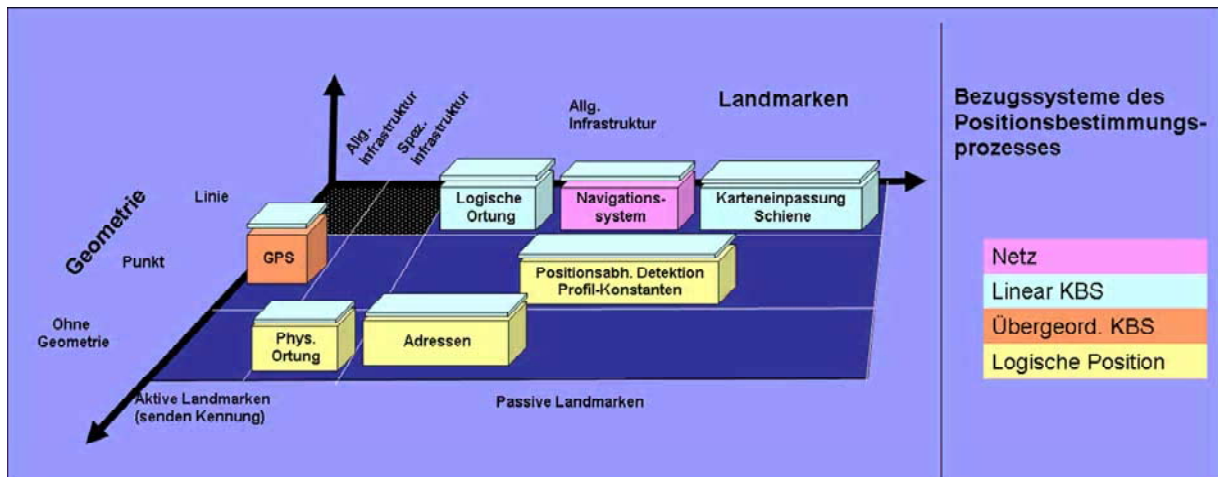 Allg.
infrastruktur
Spez.
infrastruktur
Allg.
Infrastruktur
Landmarken
Geometrie
Linie
Punkt
Ohne
Geometrie
Logische
Ortung
Navigations-
system
Karteneinpassung
Schiene
GPS
Positionsabh. Detektion
Profil-Konstanten
Phys.
Ortung
Adressen
Aktive Landmarken
(senden Kennung)
Passive Landmarken
Bezugssysteme des
Positionsbestimmungs-
prozesses
Netz
Linear KBS
Übergeord. KBS
Logische Position